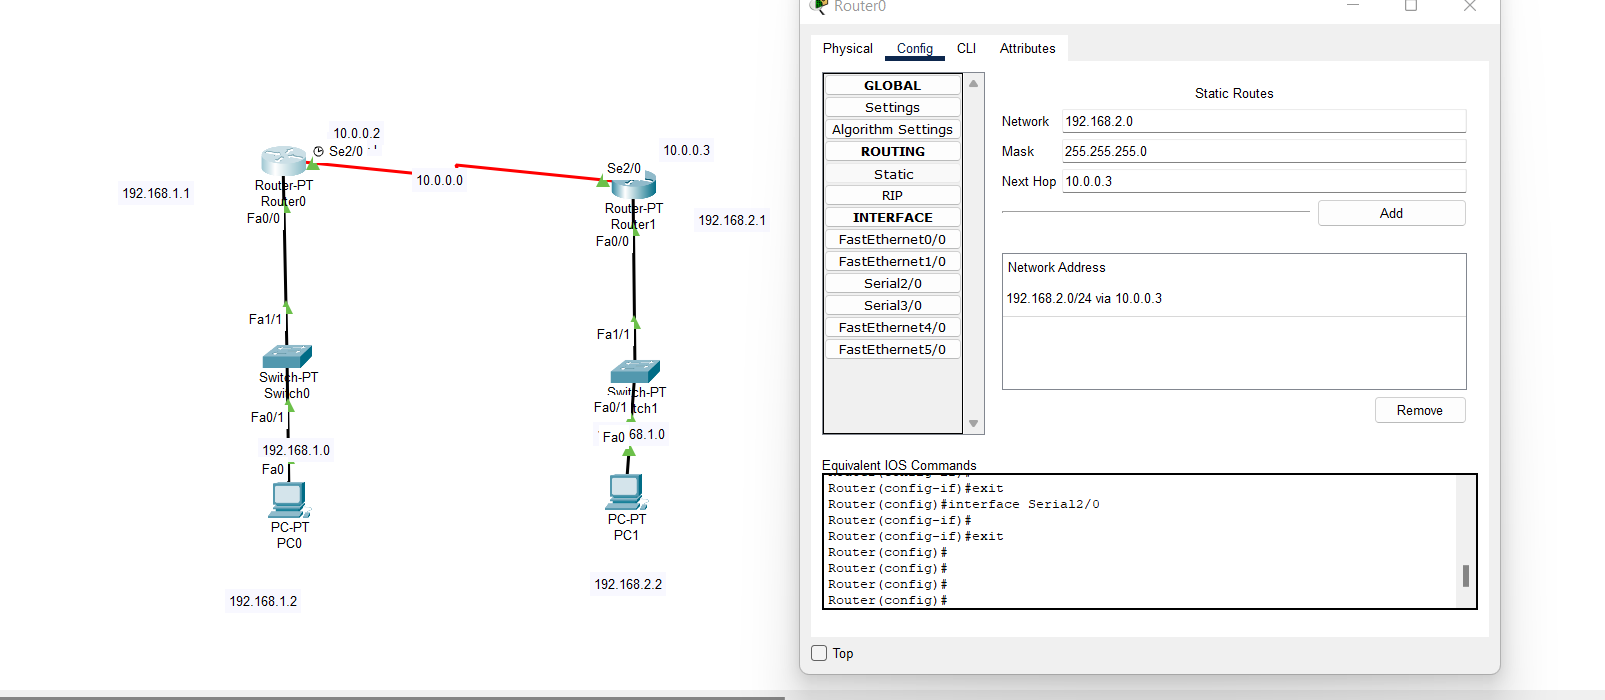 10.0.0.2
Se2/0
10.0.0.3
Se2/0
10.0.0.0
192.168.1.1
Router-PT
Router0
Fa0/0
Router-PT
Router1
Fa0/0
192.168.2.1
Fa1/1
Fa1/1
Switch-PT
Switch0
Fa0/1
Switch-PT
tch1
Fa0/1
192.168.1.0
Fa0
Fa0
68.1.0
PC-PT
PC0
PC-PT
PC1
192.168.1.2
192.168.2.2
Router0
Physical Config CLI Attributes
GLOBAL
Settings
Algorithm Settings
ROUTING
Static
RIP
INTERFACE
FastEthernet0/0
FastEthernet1/0
Serial2/0
Serial3/0
FastEthernet4/0
FastEthernet5/0
Static Routes
Network 192.168.2.0
Mask 255.255.255.0
Next Hop 10.0.0.3
Add
Network Address
192.168.2.0/24 via 10.0.0.3
Remove
Equivalent IOS Commands
Router(config-if)#exit
Router(config)#interface Serial2/0
Router(config-if)#
Router(config-if)#exit
Router(config)#
Router(config)#
Router(config)#
Router(config)#
Top